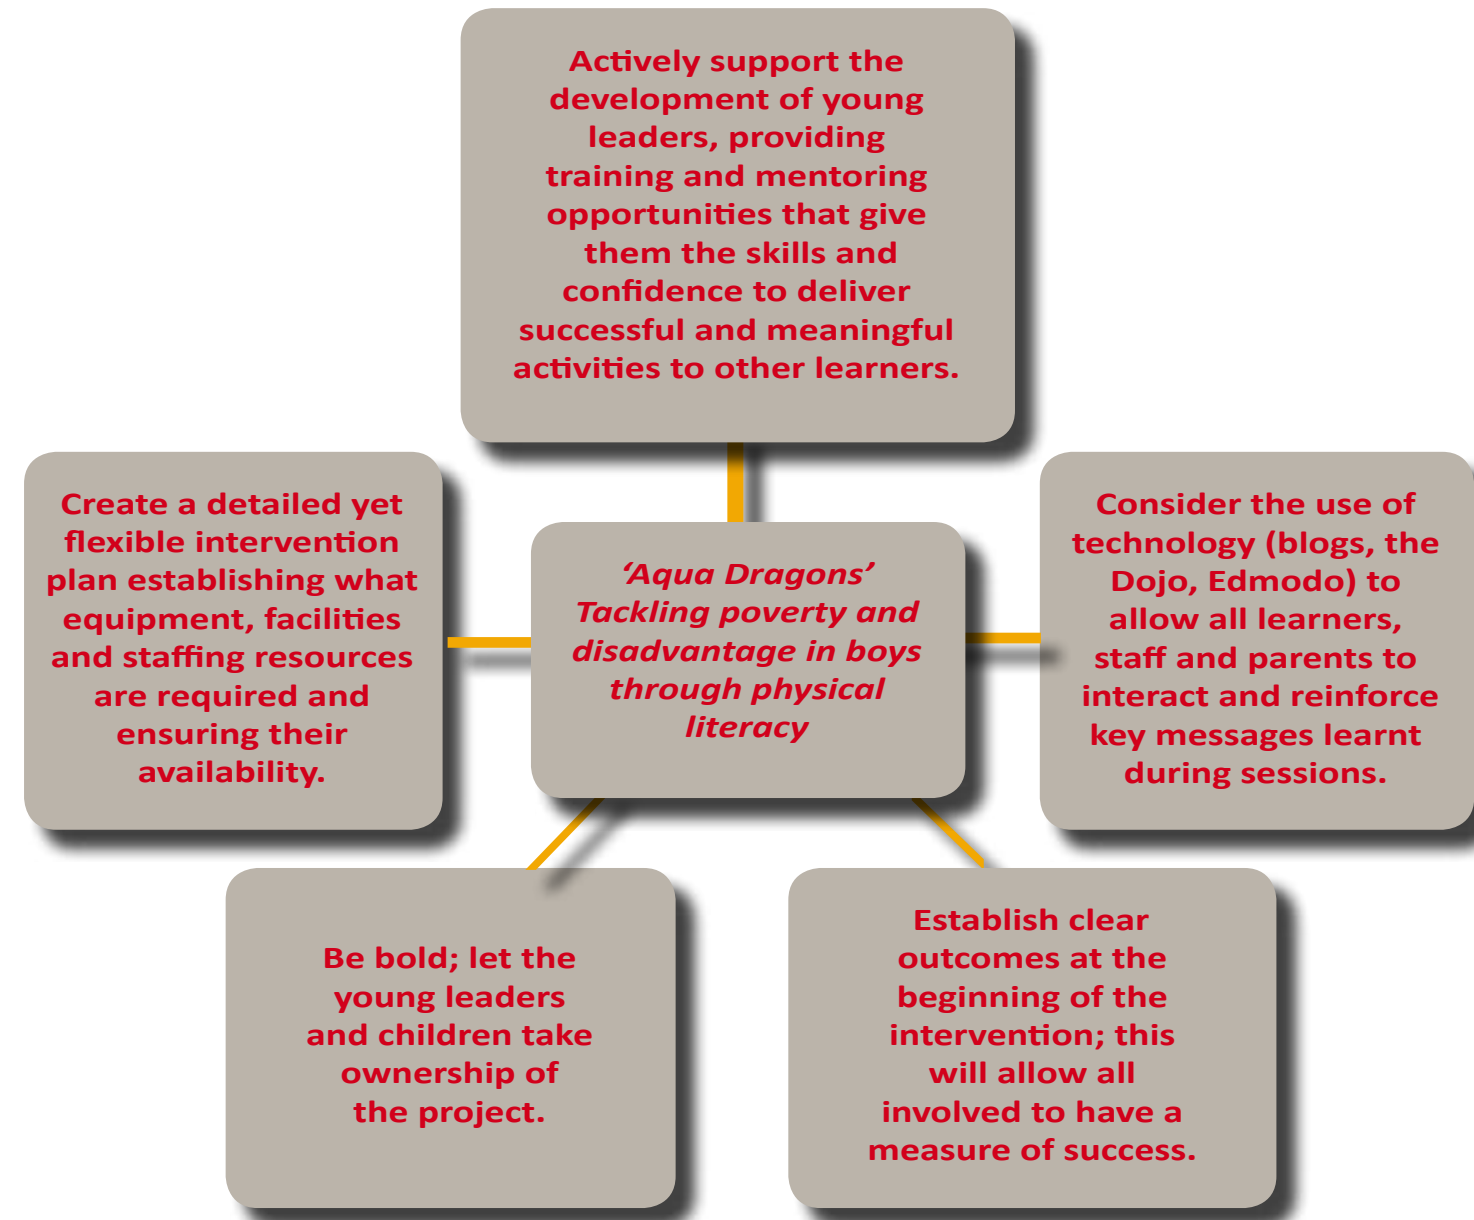 Actively support the
development of young
leaders, providing
training and mentoring
opportunities that give
them the skills and
confidence to deliver
successful and meaningful
activities to other learners.
Create a detailed yet
flexible intervention
plan establishing what
equipment, facilities
and staffing resources
are required and
ensuring their
availability.
‘Aqua Dragons’
Tackling poverty and
disadvantage in boys
through physical
literacy
Consider the use of
technology (blogs, the
Dojo, Edmodo) to
allow all learners,
staff and parents to
interact and reinforce
key messages learnt
during sessions.
Be bold; let the
young leaders
and children take
ownership of
the project.
Establish clear
outcomes at the
beginning of the
intervention; this
will allow all
involved to have a
measure of success.